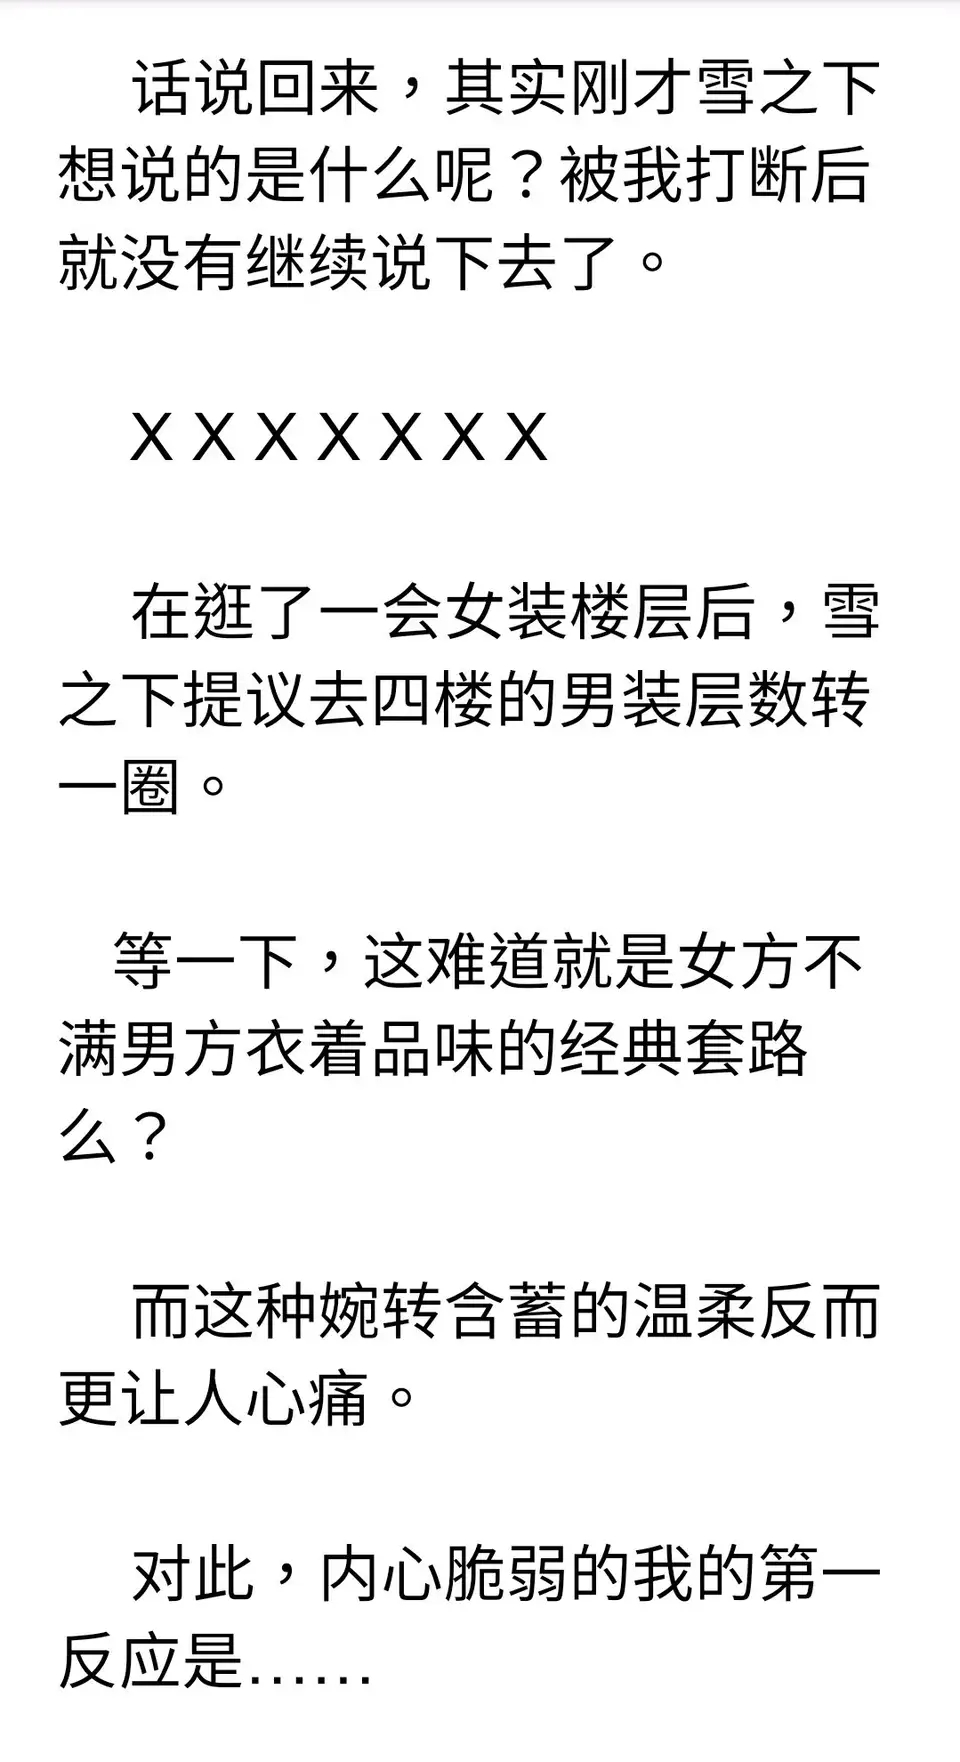 话说回来，其实刚才雪之下
想说的是什么呢？被我打断后
就没有继续说下去了。
X X X X X X X
在逛了一会女装楼层后，雪
之下提议去四楼的男装层数转
一圈。
等一下，这难道就是女方不
满男方衣着品味的经典套路
么？
而这种婉转含蓄的温柔反而
更让人心痛。
对此，内心脆弱的我的第一
反应是……